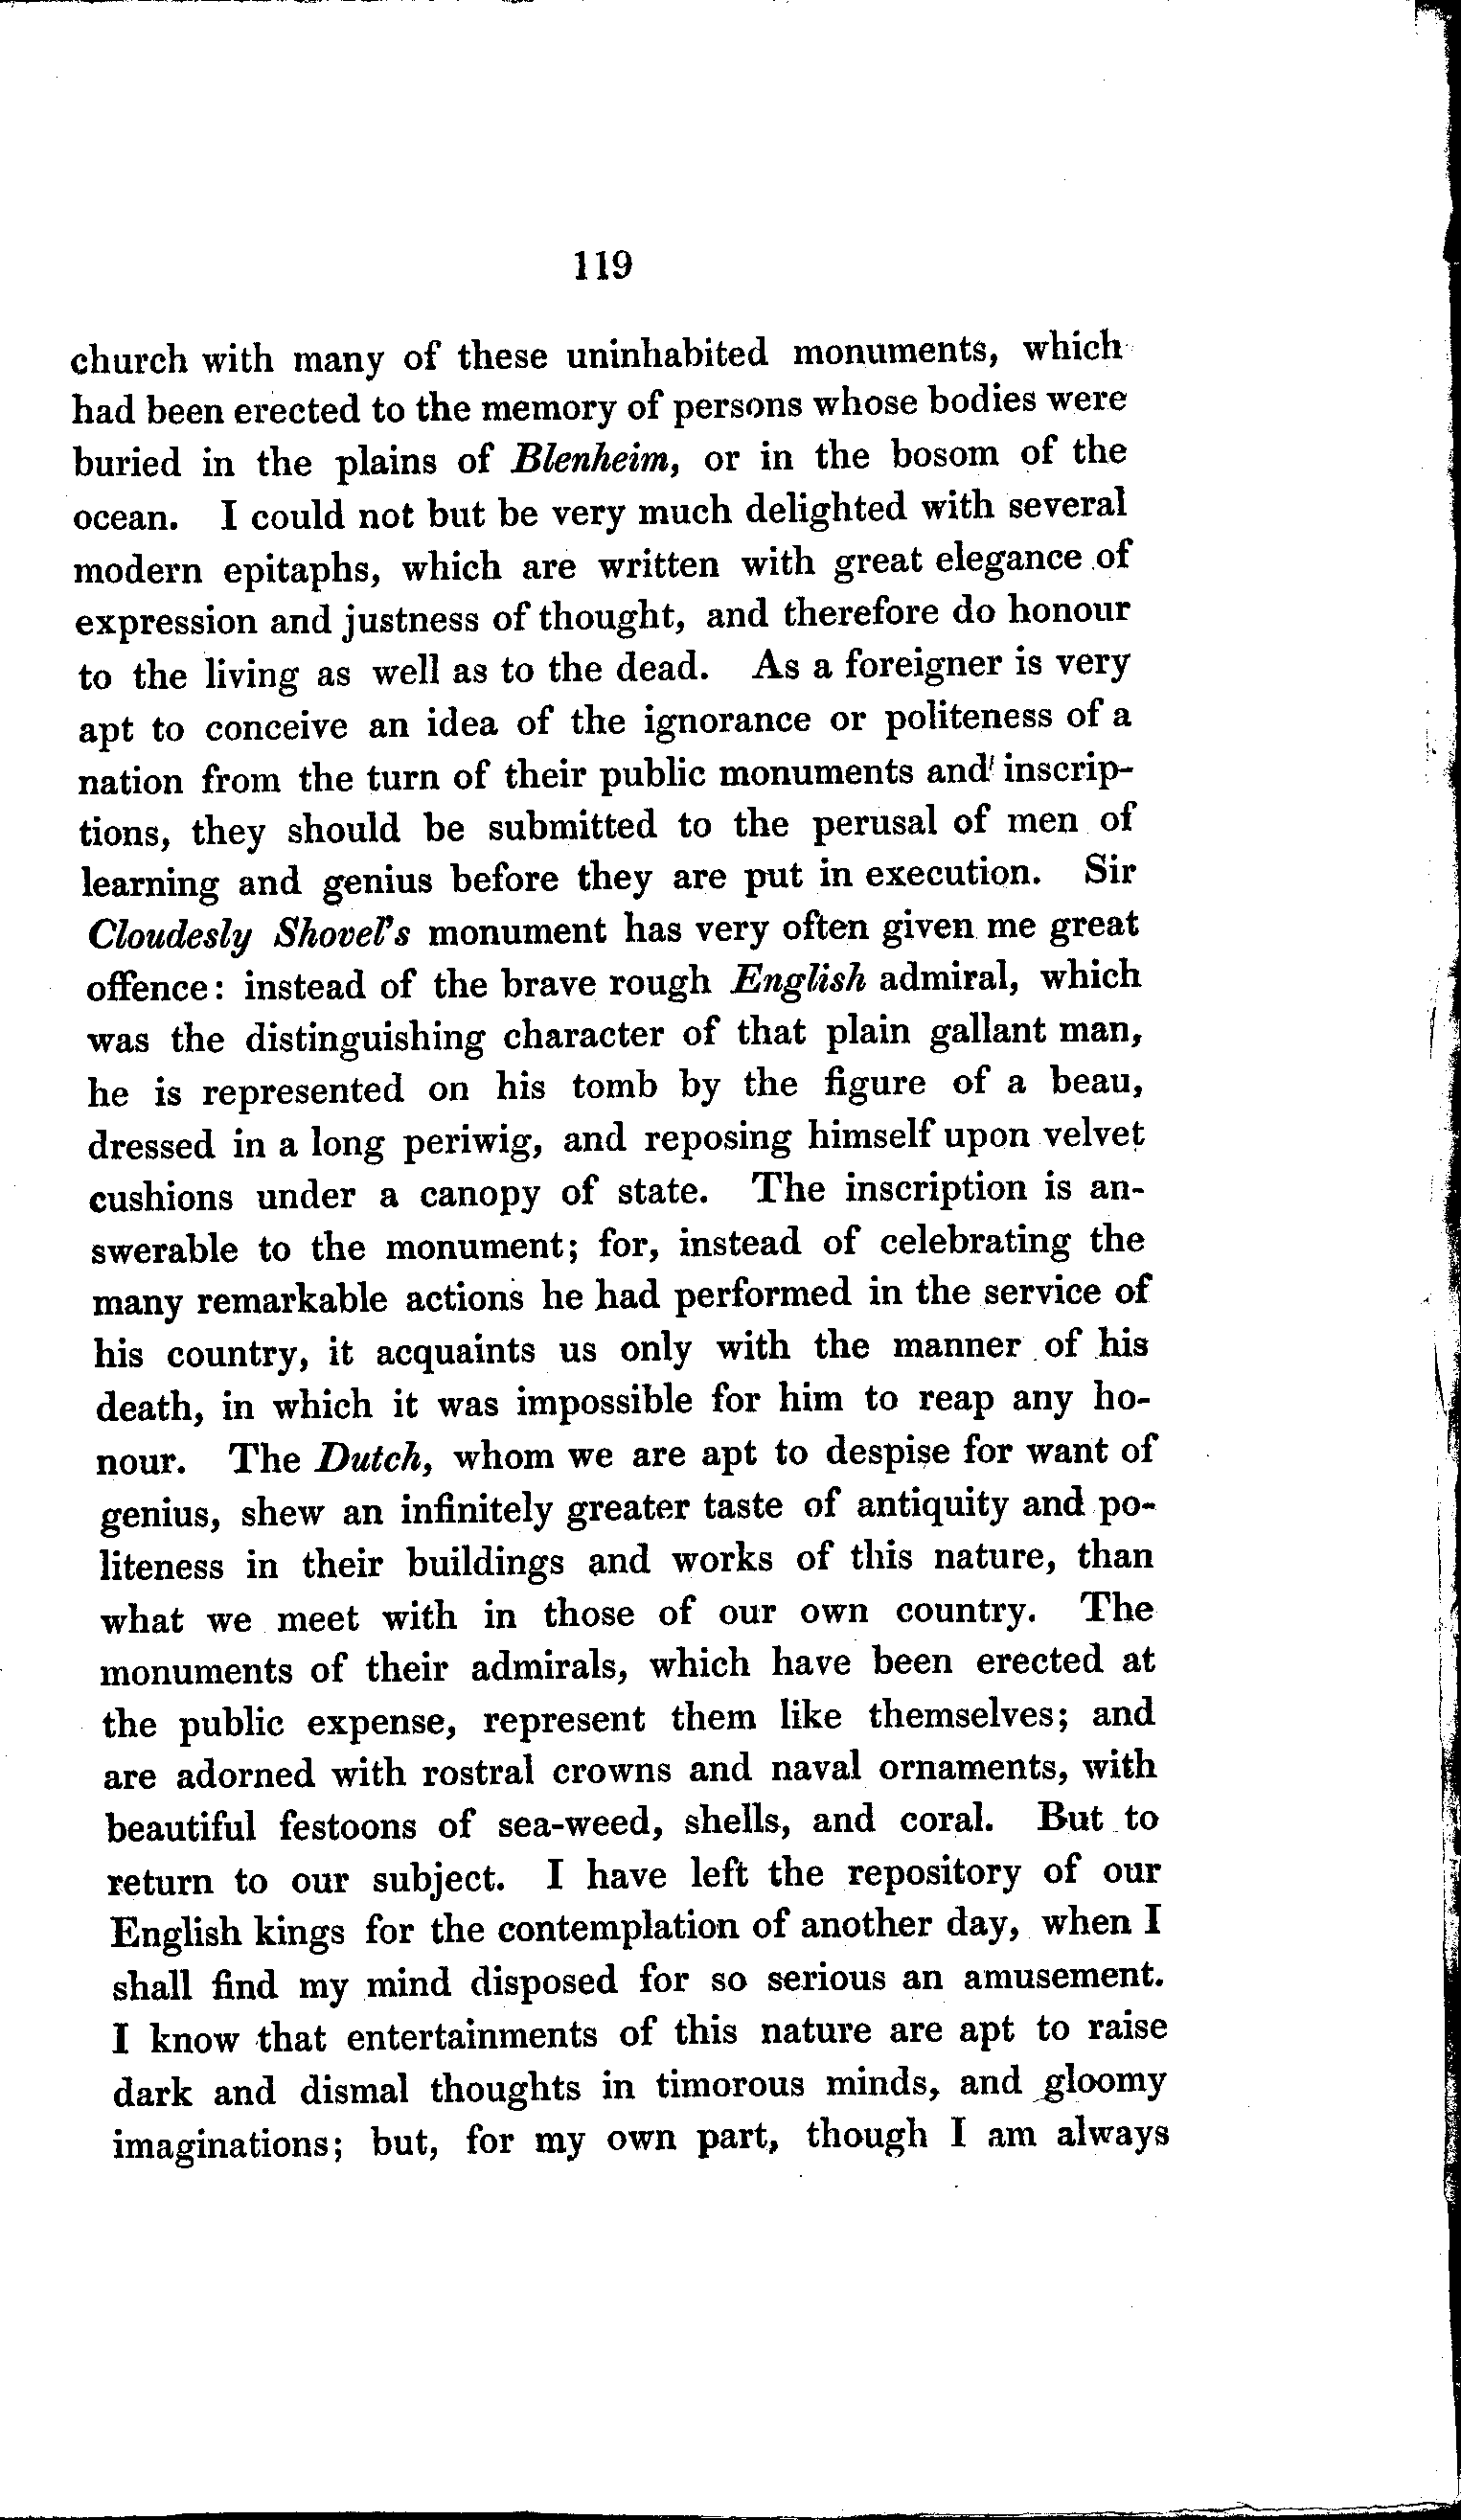 119
church with many of these uninhabited monuments, which
had been erected to the memory of persons whose bodies were
buried in the plains of Blenheim, or in the bosom of the
ocean. I could not but be very much delighted with several
modern epitaphs, which are written with great elegance of
expression and justness of thought, and therefore do honour
to the living as well as to the dead. As a foreigner is very
apt to conceive an idea of the ignorance or politeness of a
nation from the turn of their public monuments and inscrip-
tions, they should be submitted to the perusal of men of
learning and genius before they are put in execution. Sir
Cloudesly Shovel's monument has very often given me great
offence: instead of the brave rough English admiral, which
was the distinguishing character of that plain gallant man,
he is represented on his tomb by the figure of a beau,
dressed in a long periwig, and reposing himself upon velvet
cushions under a canopy of state. The inscription is an-
swerable to the monument; for, instead of celebrating the
many remarkable actions he had performed in the service of
his country, it acquaints us only with the manner of his
death, in which it was impossible for him to reap any ho-
nour. The Dutch, whom we are apt to despise for want of
genius, shew an infinitely greater taste of antiquity and po-
liteness in their buildings and works of this nature, than
what we meet with in those of our own country. The
monuments of their admirals, which have been erected at
the public expense, represent them like themselves; and
are adorned with rostral crowns and naval ornaments, with
beautiful festoons of sea-weed, shells, and coral. But to
return to our subject. I have left the repository of our
English kings for the contemplation of another day, when I
shall find my mind disposed for so serious an amusement.
I know that entertainments of this nature are apt to raise
dark and dismal thoughts in timorous minds, and gloomy
imaginations; but, for my own part, though I am always